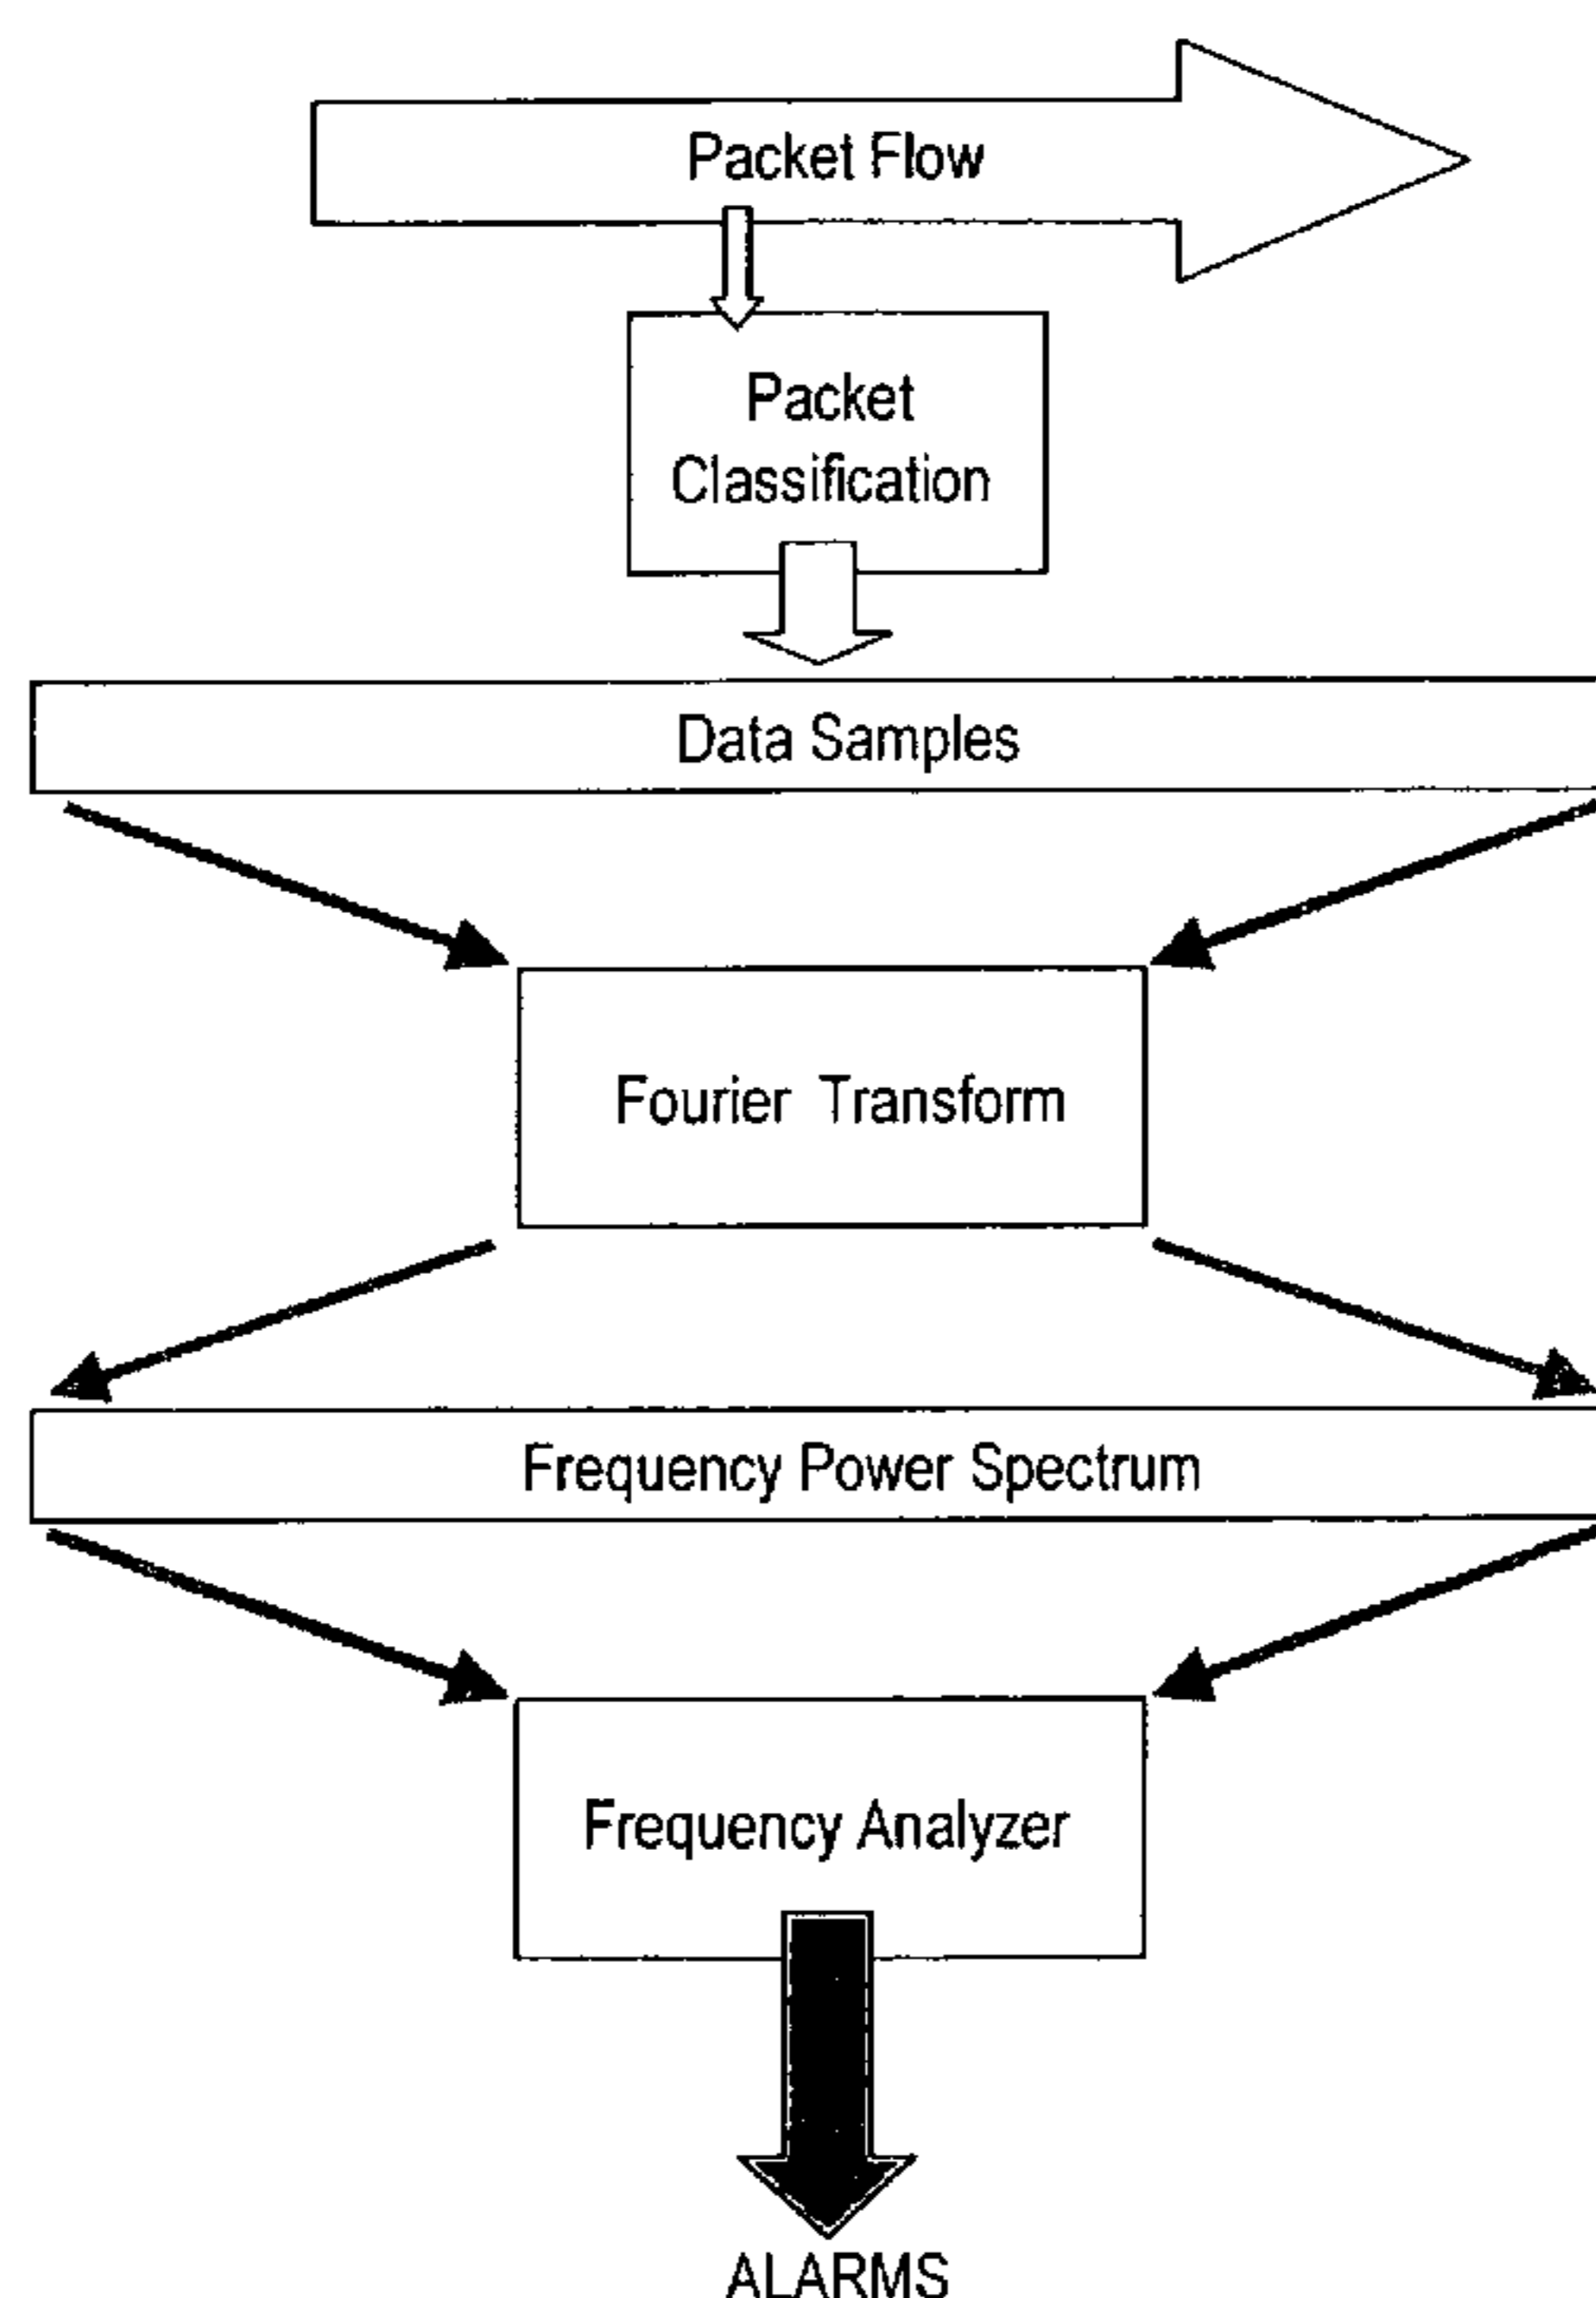 Packet Flow
Packet
Classification
Data Samples
Fourier Transform
Frequency Power Spectrum
Frequency Analyzer
ALARMS